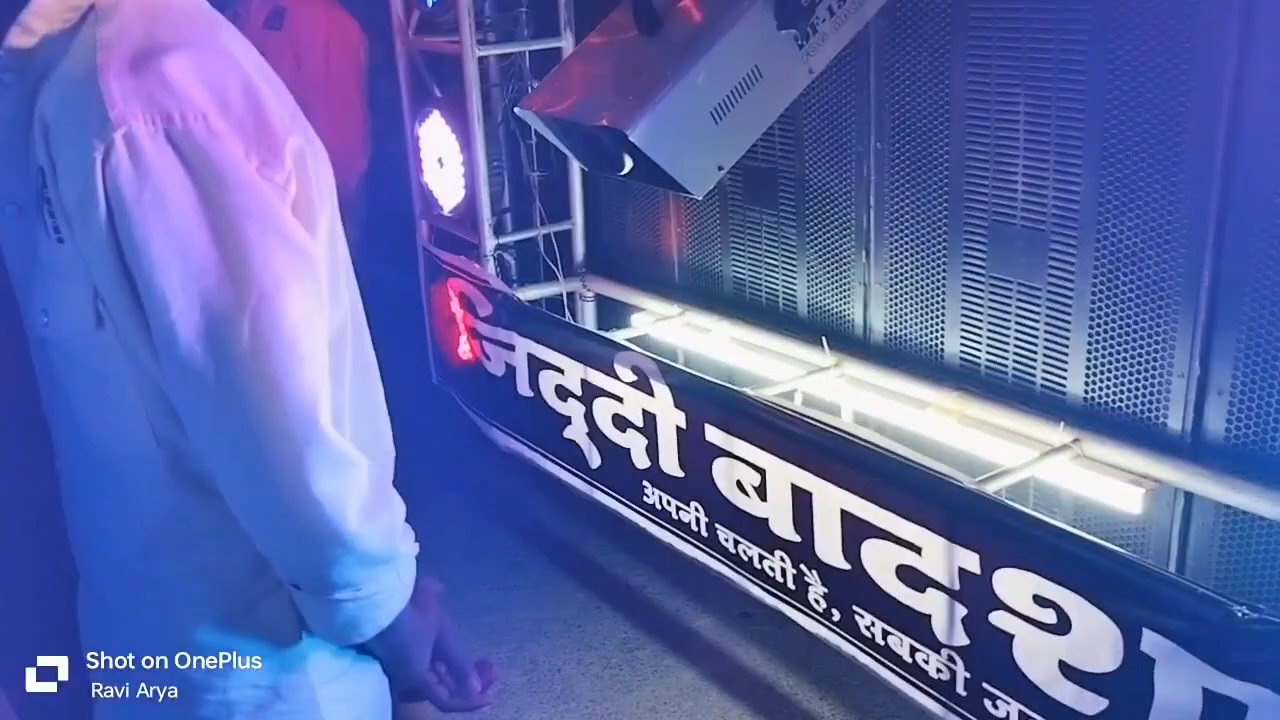 जिद्दी बादशा
अपनी चलती है, सबकी
Shot on OnePlus
Ravi Arya